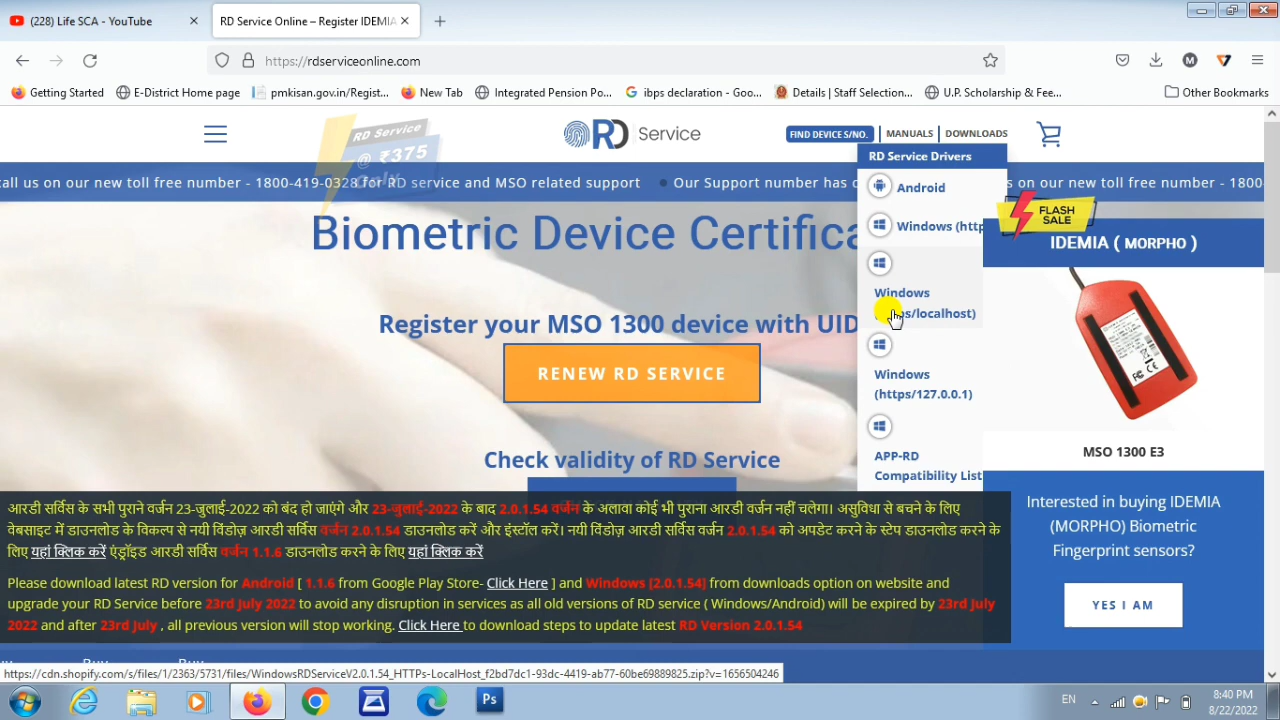 (228) Life SCA - YouTube
RD Service Online – Register IDEMIA
https://rdserviceonline.com
Getting Started
E-District Home page
pmkisan.gov.in/Regist...
New Tab
Integrated Pension Po...
ibps declaration - Goo...
Details | Staff Selection...
U.P. Scholarship & Fee...
Other Bookmarks
RD Service
@ ₹375
Only
RD Service
FIND DEVICE S/NO.
MANUALS
DOWNLOADS
call us on our new toll free number - 1800-419-0328 for RD service and MSO related support
Our Support number has
s on our new toll free number - 1800-
RD Service Drivers
Android
Windows (http
Windows
ps/localhost)
Windows
(https/127.0.0.1)
APP-RD
Compatibility List
Biometric Device Certifica
Register your MSO 1300 device with UID
RENEW RD SERVICE
Check validity of RD Service
FLASH
SALE
IDEMIA ( MORPHO )
MSO 1300 E3
Interested in buying IDEMIA
(MORPHO) Biometric
Fingerprint sensors?
YES I AM
आरडी सर्विस के सभी पुराने वर्जन 23-जुलाई-2022 को बंद हो जाएंगे और 23-जुलाई-2022 के बाद 2.0.1.54 वर्जन के अलावा कोई भी पुराना आरडी वर्जन नहीं चलेगा। असुविधा से बचने के लिए
वेबसाइट में डाउनलोड के विकल्प से नयी विंडोज़ आरडी सर्विस वर्जन 2.0.1.54 डाउनलोड करें और इंस्टॉल करें। नयी विंडोज़ आरडी सर्विस वर्जन 2.0.1.54 को अपडेट करने के स्टेप डाउनलोड करने के
लिए यहां क्लिक करें एंड्रॉइड आरडी सर्विस वर्जन 1.1.6 डाउनलोड करने के लिए यहां क्लिक करें
Please download latest RD version for Android [ 1.1.6 from Google Play Store- Click Here ] and Windows [2.0.1.54] from downloads option on website and
upgrade your RD Service before 23rd July 2022 to avoid any disruption in services as all old versions of RD service ( Windows/Android) will be expired by 23rd July
2022 and after 23rd July , all previous version will stop working. Click Here to download steps to update latest RD Version 2.0.1.54
https://cdn.shopify.com/s/files/1/2363/5731/files/WindowsRDServiceV2.0.1.54_HTTPs-LocalHost_f2bd7dc1-93dc-4419-ab77-60be69889825.zip?v=1656504246
Ps
EN
8:40 PM
8/22/2022